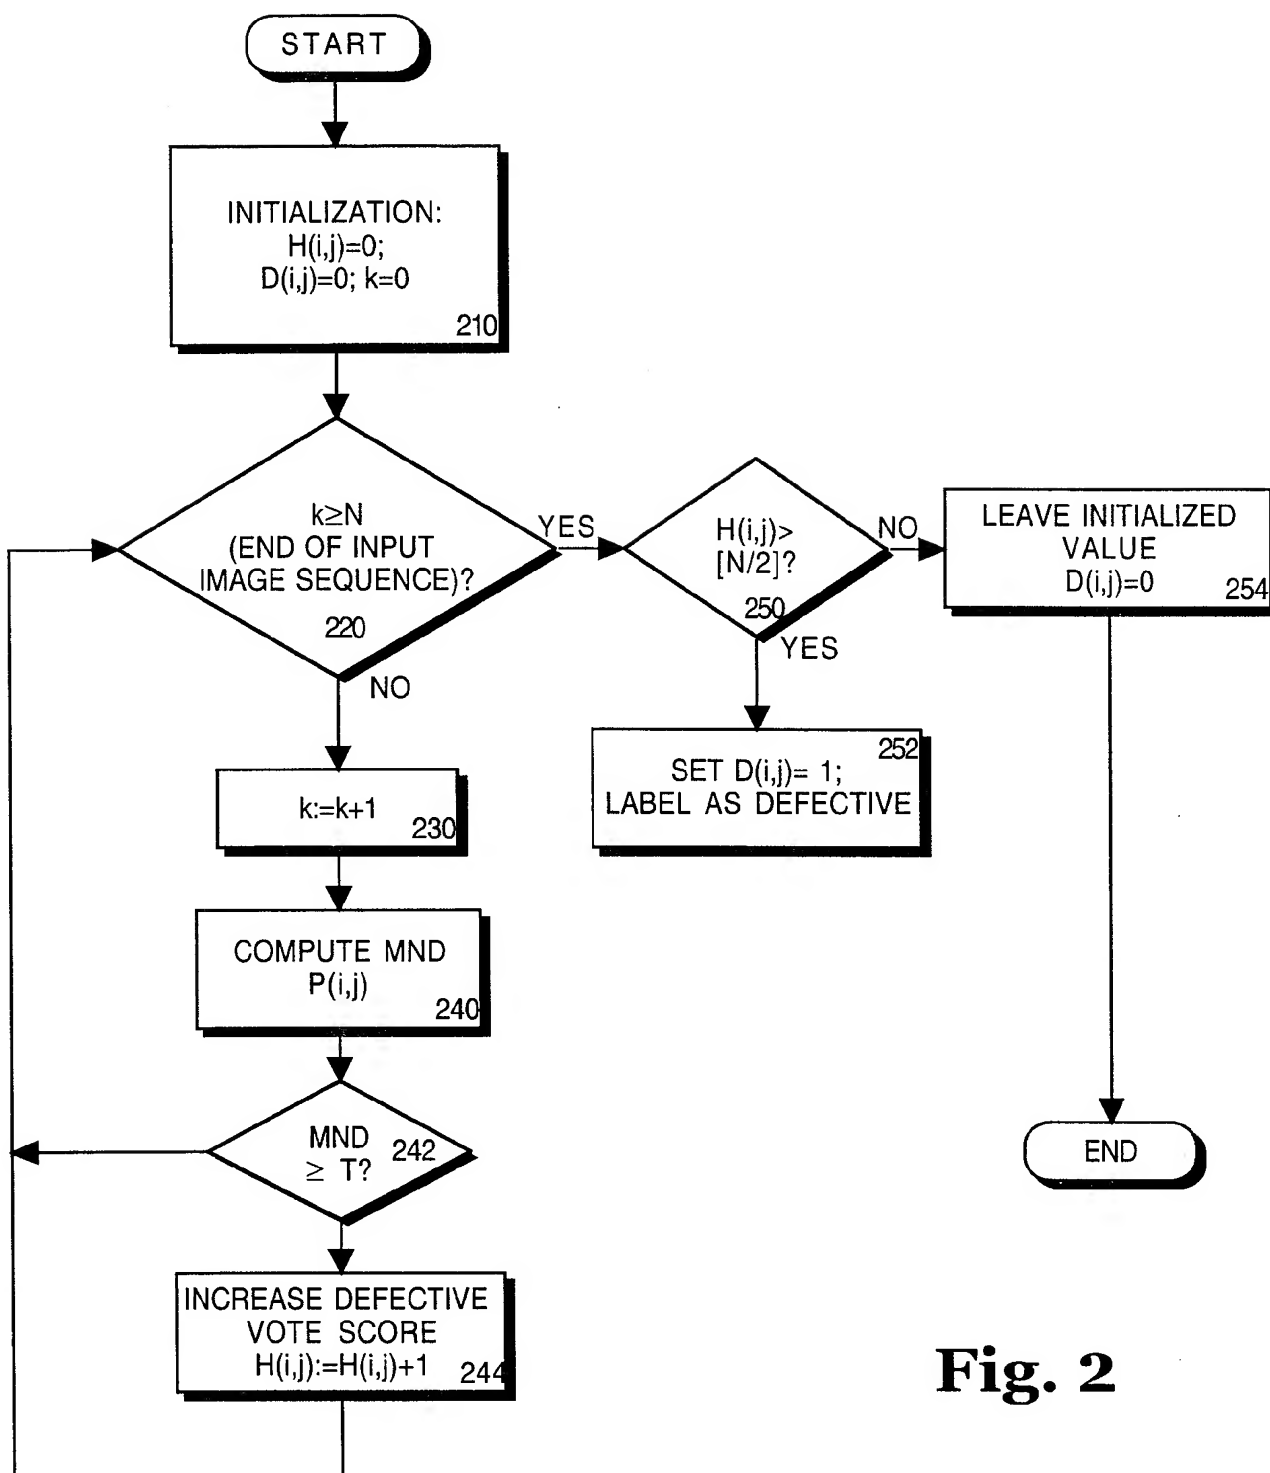 START
INITIALIZATION:
H(i,j)=0;
D(i,j)=0; k=0
210
k≥N
(END OF INPUT
IMAGE SEQUENCE)?
220
YES
NO
H(i,j)>
[N/2]?
250
NO
YES
LEAVE INITIALIZED
VALUE
D(i,j)=0
254
252
SET D(i,j)= 1;
LABEL AS DEFECTIVE
k:=k+1
230
COMPUTE MND
P(i,j)
240
MND
≥ T?
242
END
INCREASE DEFECTIVE
VOTE SCORE
H(i,j):=H(i,j)+1
244
Fig. 2